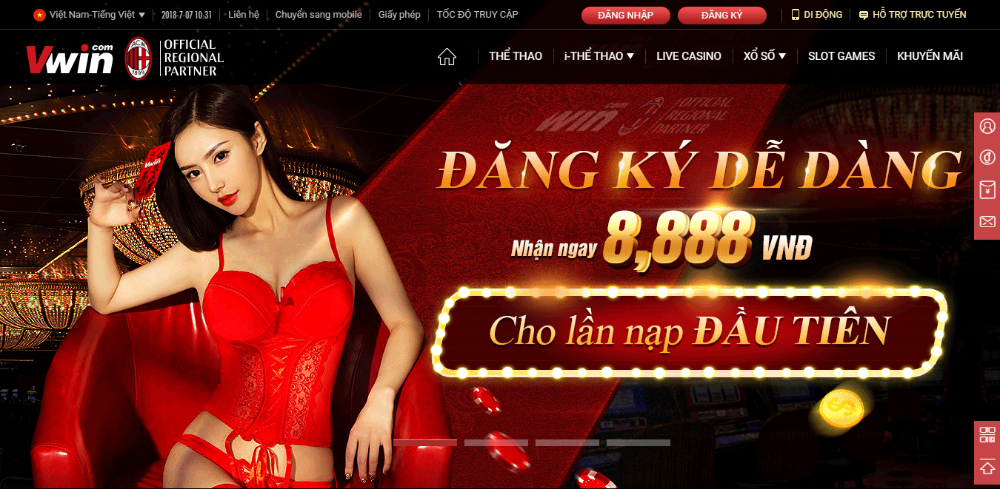 Việt Nam-Tiếng Việt
2018-7-07 10:31
Liên hệ
Chuyển sang mobile
Giấy phép
TỐC ĐỘ TRUY CẬP
ĐĂNG NHẬP
ĐĂNG KÝ
DI ĐỘNG
HỖ TRỢ TRỰC TUYẾN
Vwin.com
ACM
1899
OFFICIAL
REGIONAL
PARTNER
THỂ THAO
i-THỂ THAO
LIVE CASINO
XỔ SỐ
SLOT GAMES
KHUYẾN MÃI
Vwin.com
OFFICIAL
REGIONAL
PARTNER
Vwin
ĐĂNG KÝ DỄ DÀNG
Nhận ngay 8,888 VNĐ
Cho lần nạp ĐẦU TIÊN